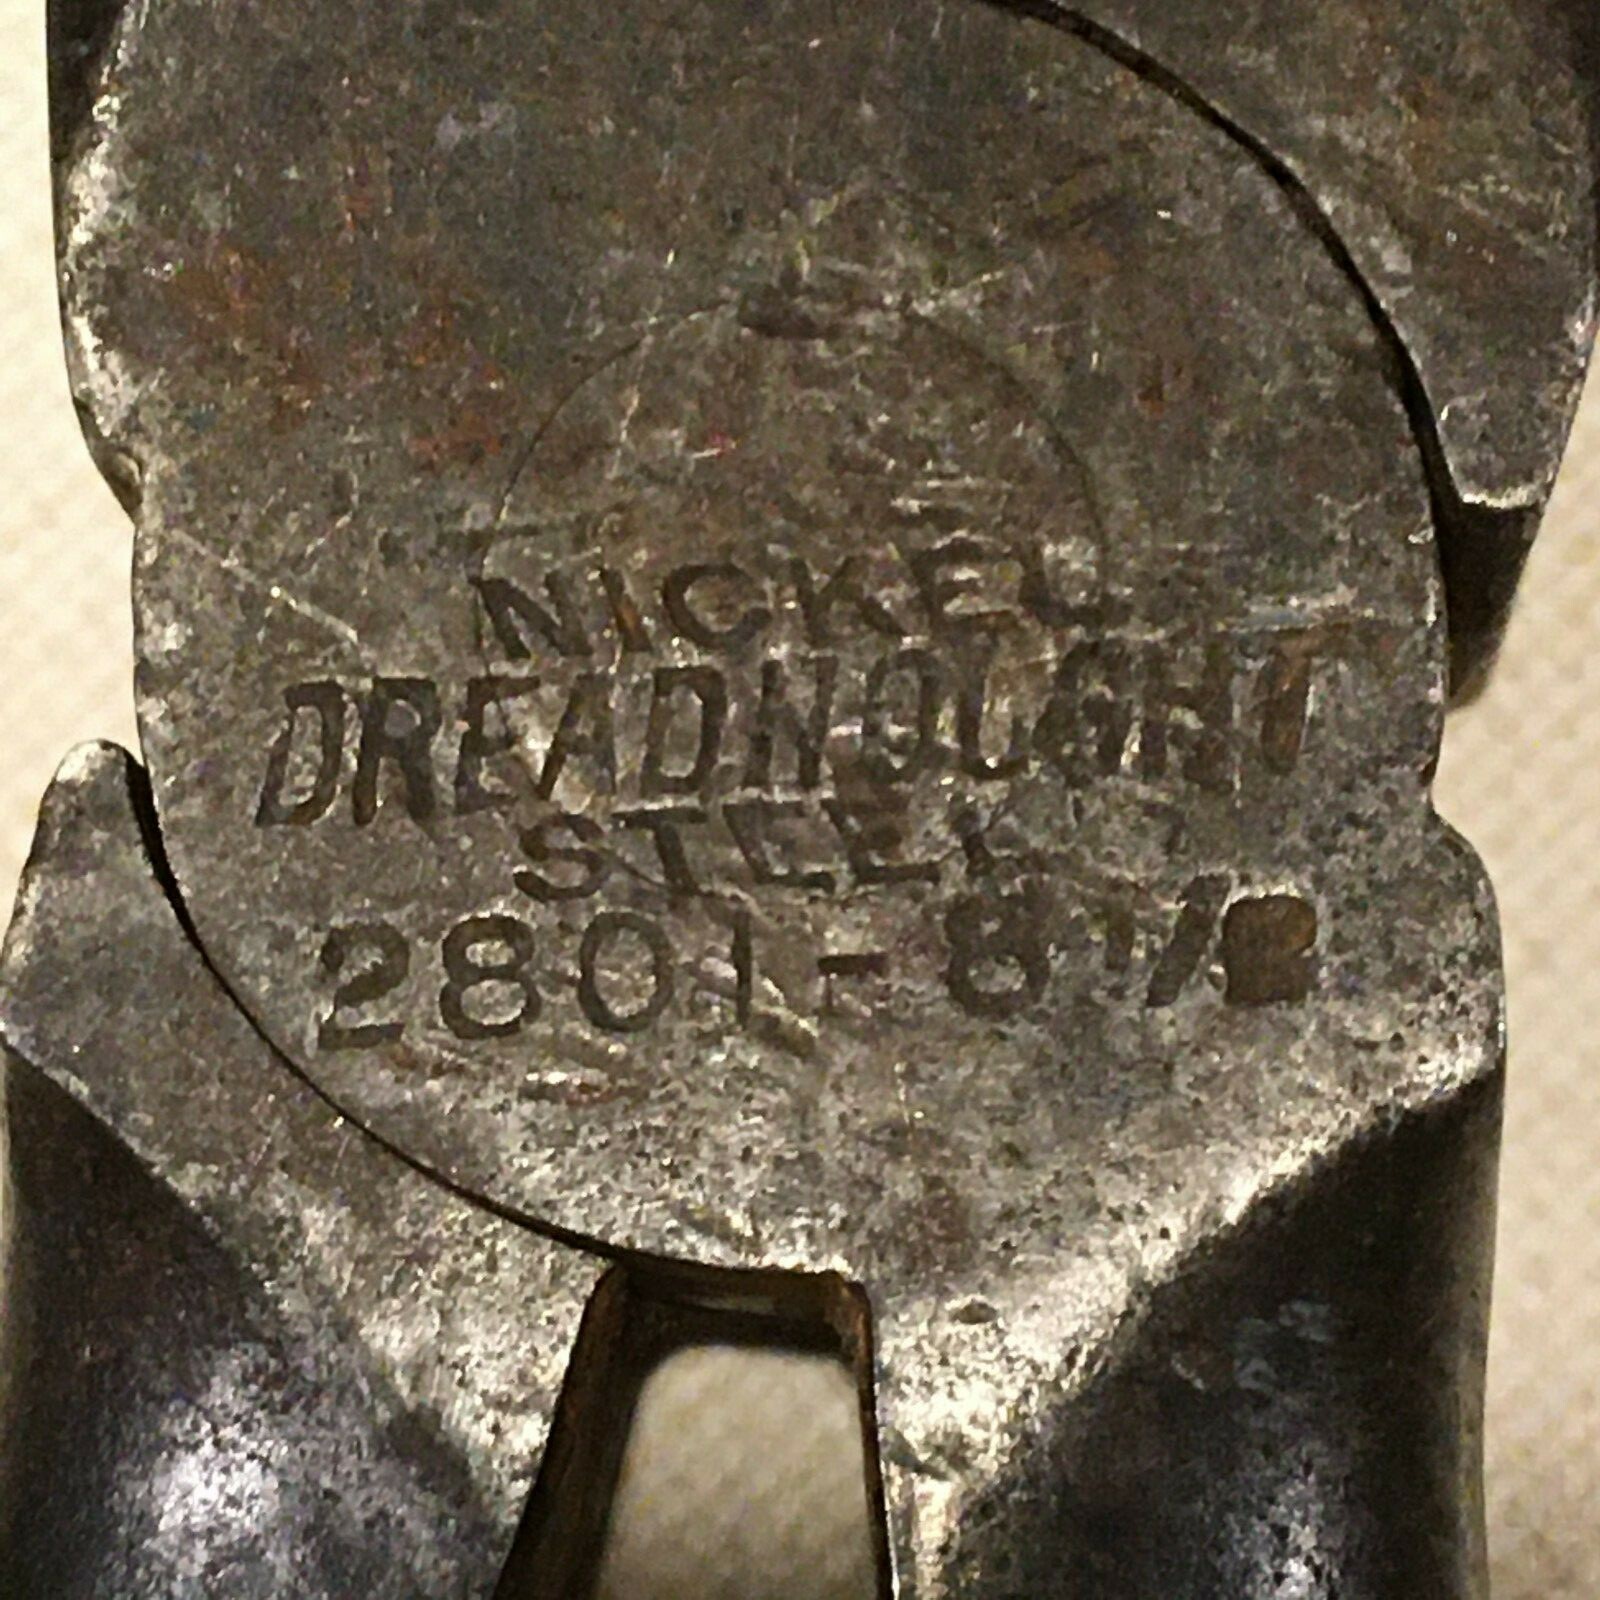 NICKEL
DREADNOUGHT
STEEL
2801-8 1/2